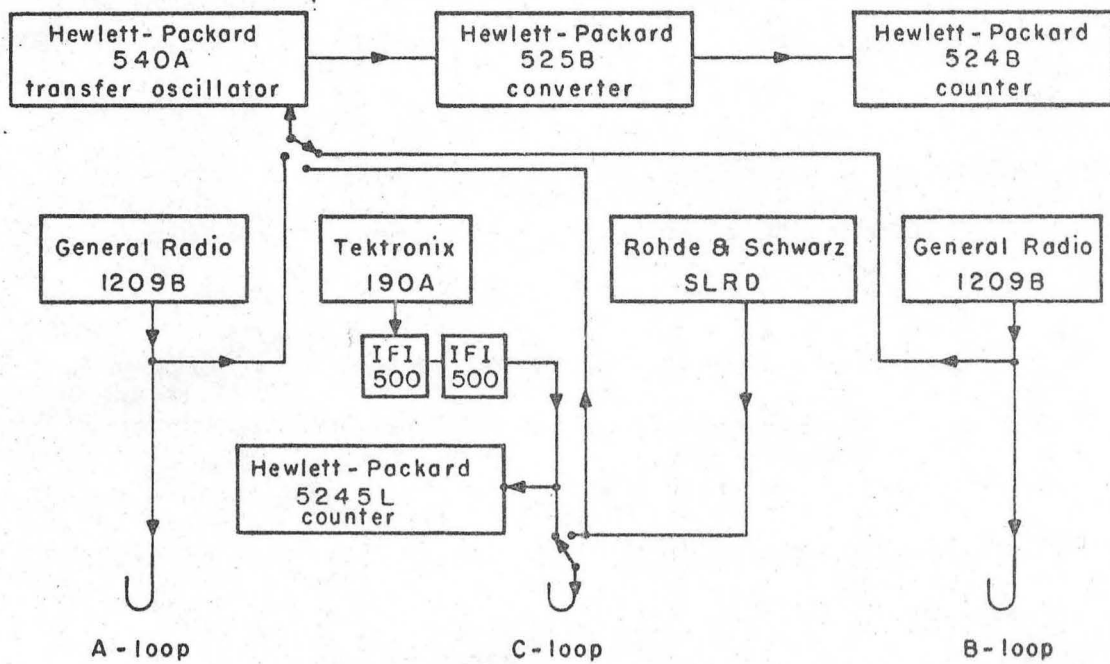 Hewlett-Packard
540A
transfer oscillator
Hewlett-Packard
525B
converter
Hewlett-Packard
524B
counter
General Radio
1209B
Tektronix
190A
Rohde & Schwarz
SLRD
General Radio
1209B
IFI
500
IFI
500
Hewlett-Packard
5245L
counter
A-loop
C-loop
B-loop